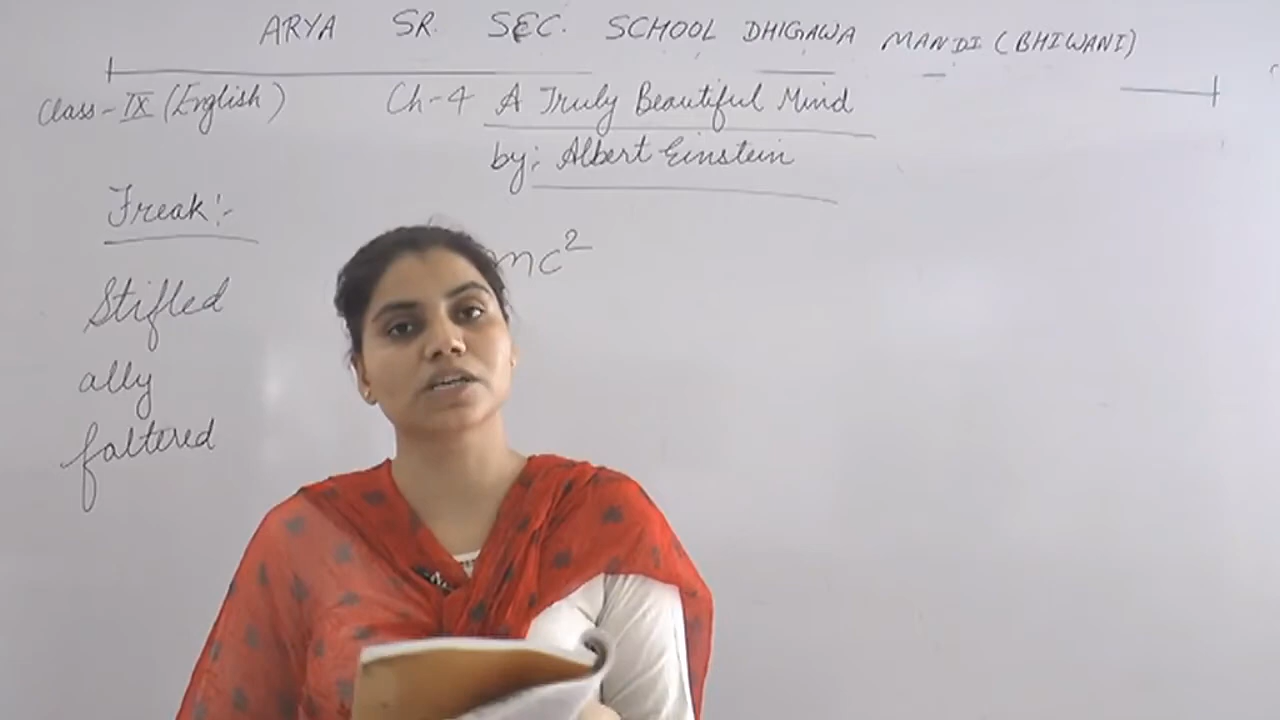 ARYA SR. SEC. SCHOOL DHIGAWA MANDI (BHIWANI)
Class-IX (English) Ch-4 A Truly Beautiful Mind
by: Albert Einstein
Freak:-
mc²
Stifled
ally
faltered